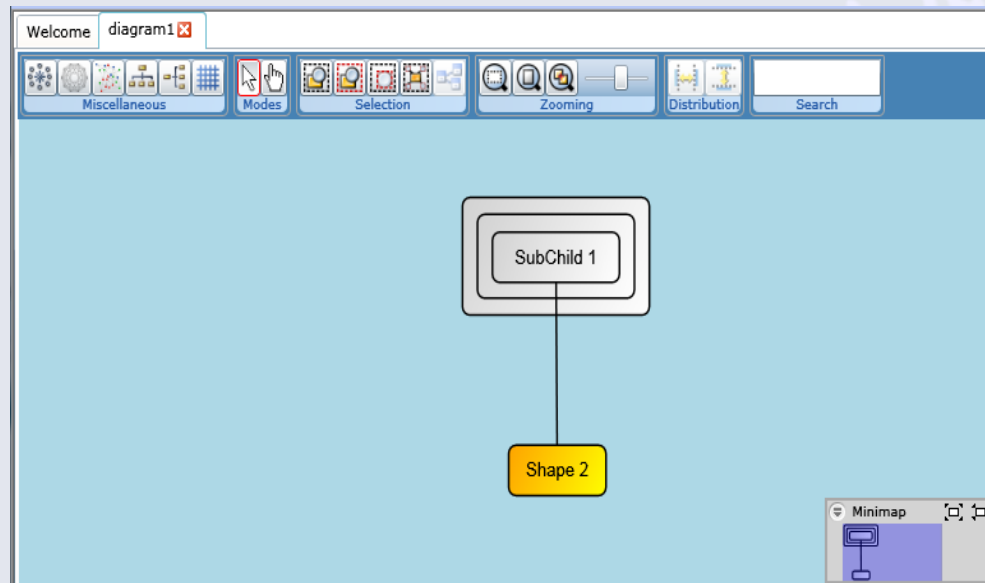 Welcome diagram1
Miscellaneous Modes Selection Zooming Distribution Search
SubChild 1
Shape 2
Minimap